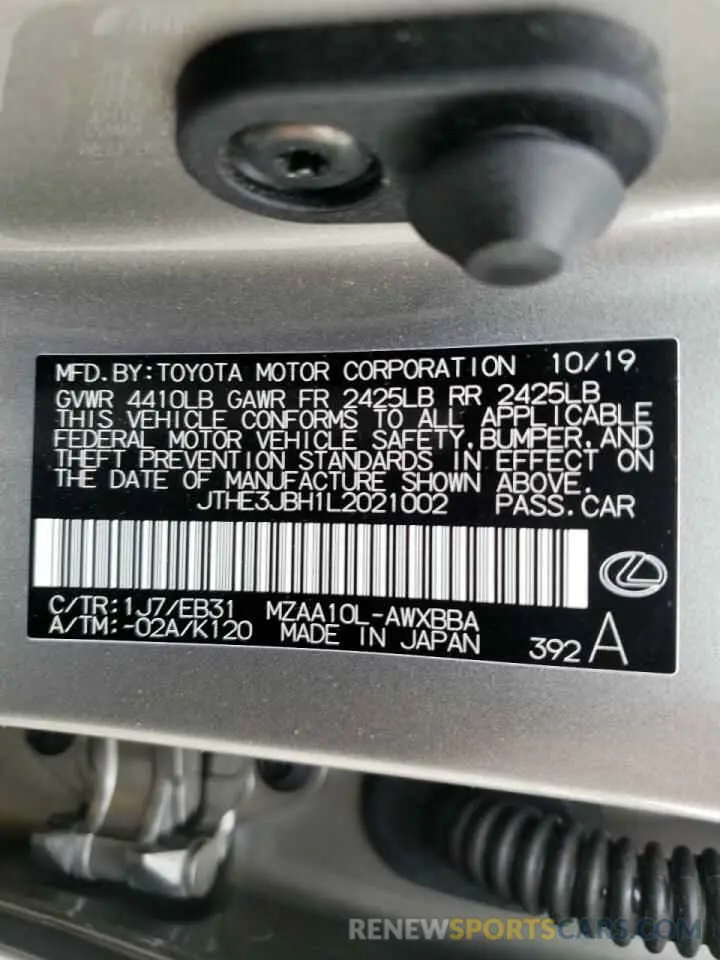 MFD.BY:TOYOTA MOTOR CORPORATION 10/19
GVWR 4410LB GAWR FR 2425LB RR 2425LB
THIS VEHICLE CONFORMS TO ALL APPLICABLE
FEDERAL MOTOR VEHICLE SAFETY,BUMPER,AND
THEFT PREVENTION STANDARDS IN EFFECT ON
THE DATE OF MANUFACTURE SHOWN ABOVE.
JTHE3JBH1L2021002 PASS.CAR
C/TR:1J7/EB31 MZAA10L-AWXBBA
A/TM:-02A/K120 MADE IN JAPAN 392 A
RENEWSPORTSCARS.COM